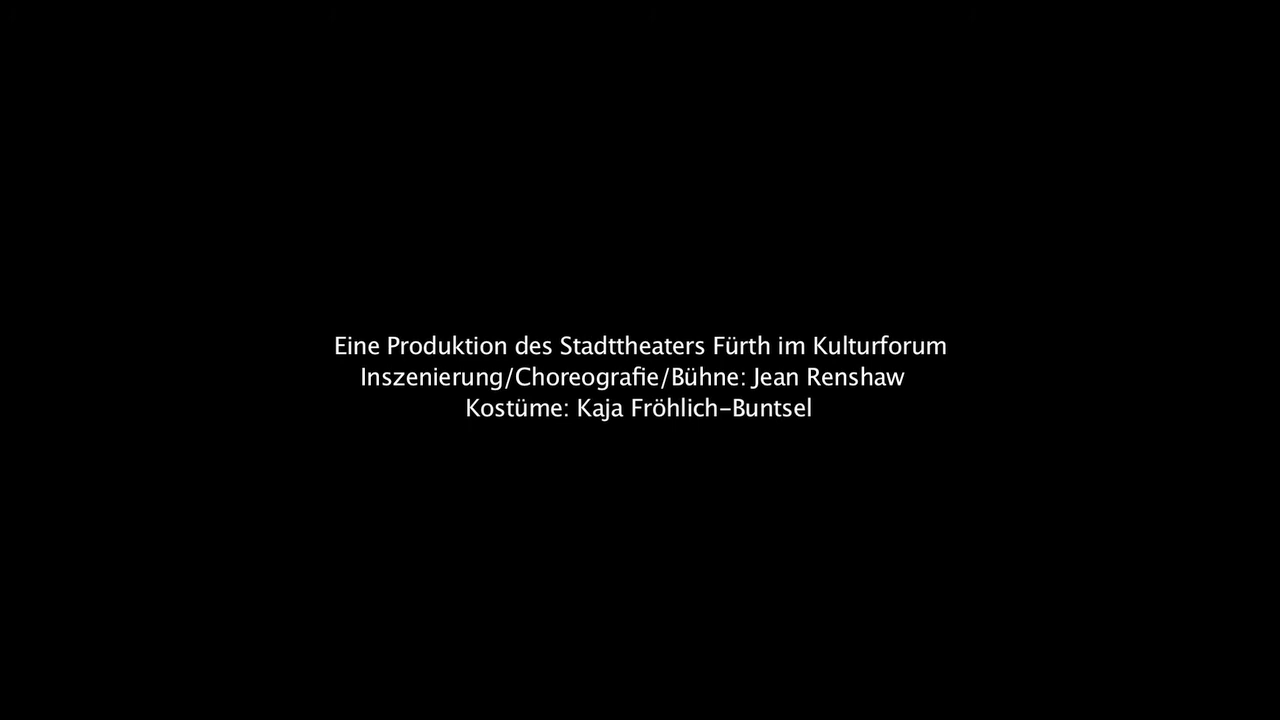 Eine Produktion des Stadttheaters Fürth im Kulturforum
Inszenierung/Choreografie/Bühne: Jean Renshaw
Kostüme: Kaja Fröhlich-Buntsel